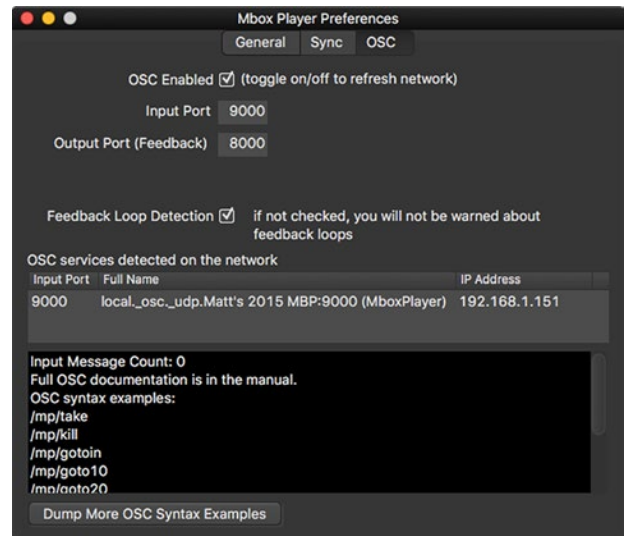 Mbox Player Preferences
General Sync OSC
OSC Enabled (toggle on/off to refresh network)
Input Port 9000
Output Port (Feedback) 8000
Feedback Loop Detection if not checked, you will not be warned about
feedback loops
OSC services detected on the network
Input Port Full Name IP Address
9000 local._osc._udp.Matt's 2015 MBP:9000 (MboxPlayer) 192.168.1.151
Input Message Count: 0
Full OSC documentation is in the manual.
OSC syntax examples:
/mp/take
/mp/kill
/mp/gotoin
/mp/goto10
/mp/goto20
Dump More OSC Syntax Examples